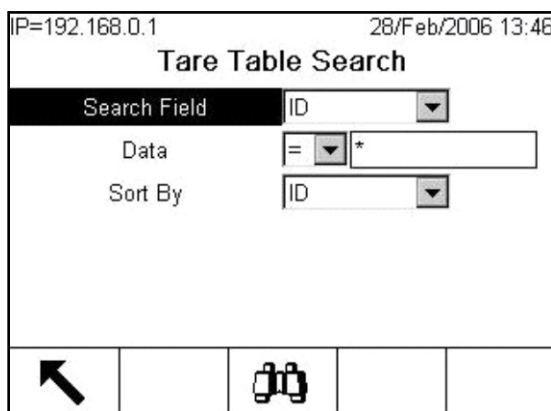 IP=192.168.0.1 28/Feb/2006 13:46
Tare Table Search
Search Field ID
Data = *
Sort By ID